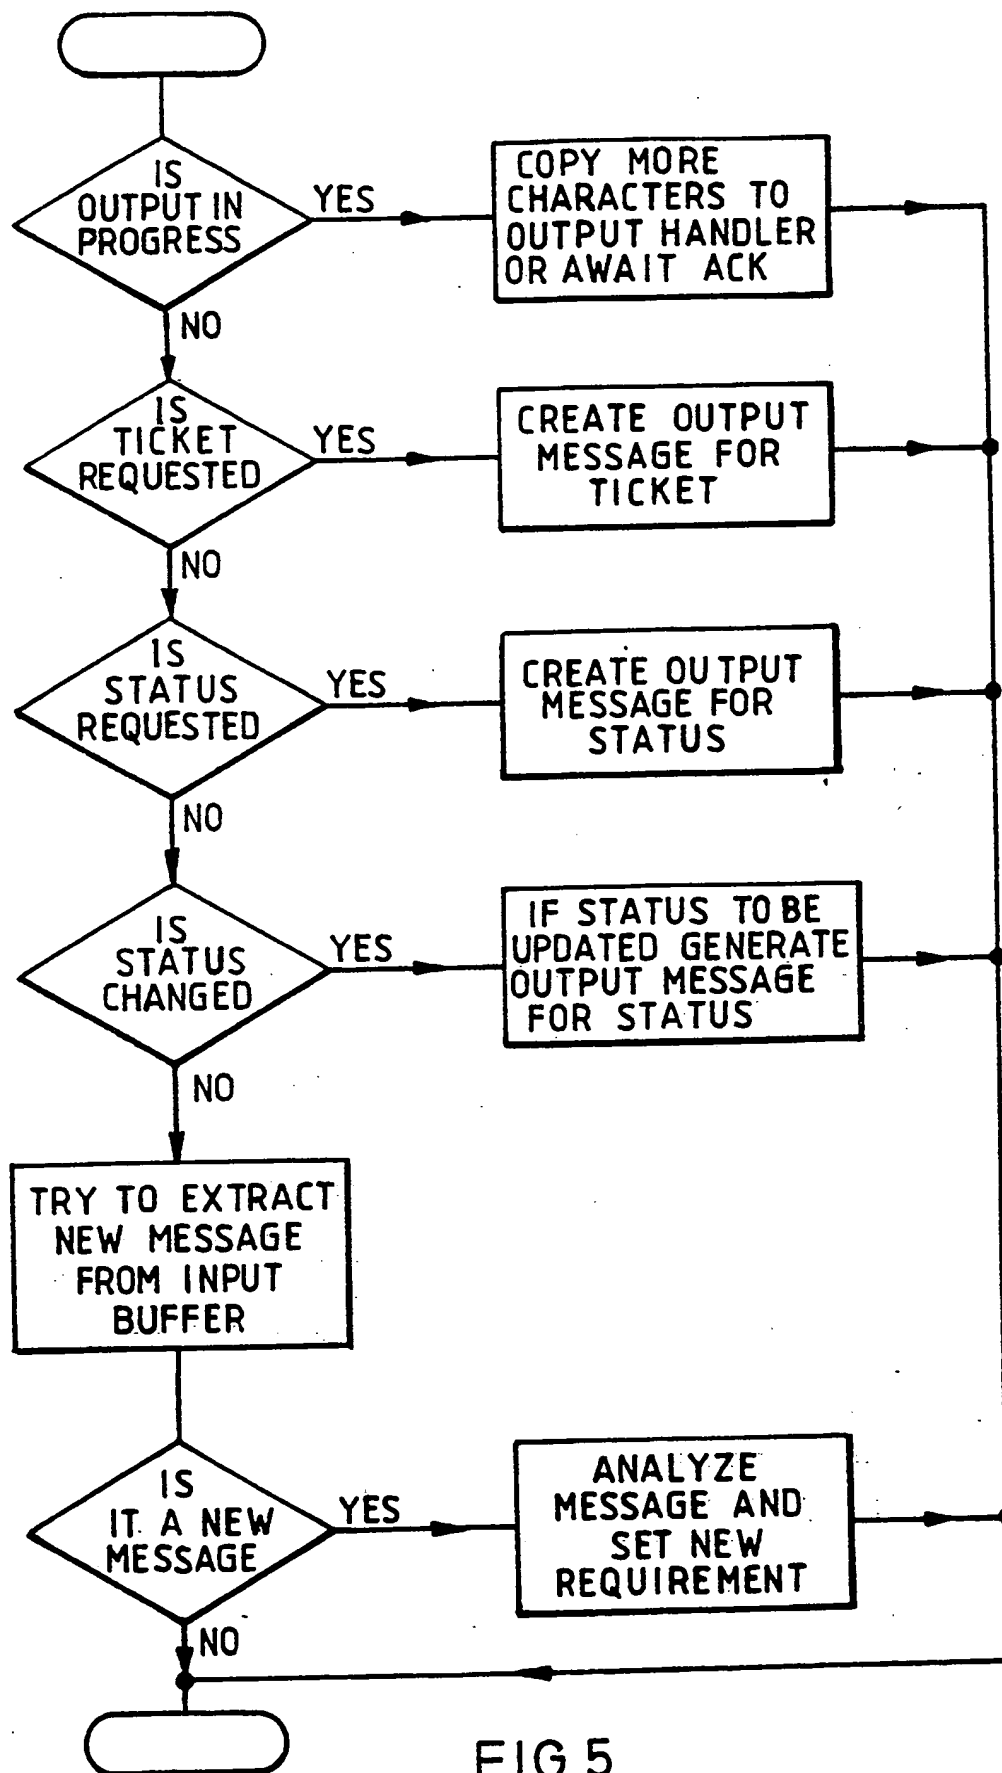 IS
OUTPUT IN
PROGRESS
YES
COPY MORE
CHARACTERS TO
OUTPUT HANDLER
OR AWAIT ACK
NO
IS
TICKET
REQUESTED
YES
CREATE OUTPUT
MESSAGE FOR
TICKET
NO
IS
STATUS
REQUESTED
YES
CREATE OUTPUT
MESSAGE FOR
STATUS
NO
IS
STATUS
CHANGED
YES
IF STATUS TO BE
UPDATED GENERATE
OUTPUT MESSAGE
FOR STATUS
NO
TRY TO EXTRACT
NEW MESSAGE
FROM INPUT
BUFFER
IS
IT A NEW
MESSAGE
YES
ANALYZE
MESSAGE AND
SET NEW
REQUIREMENT
NO
FIG.5